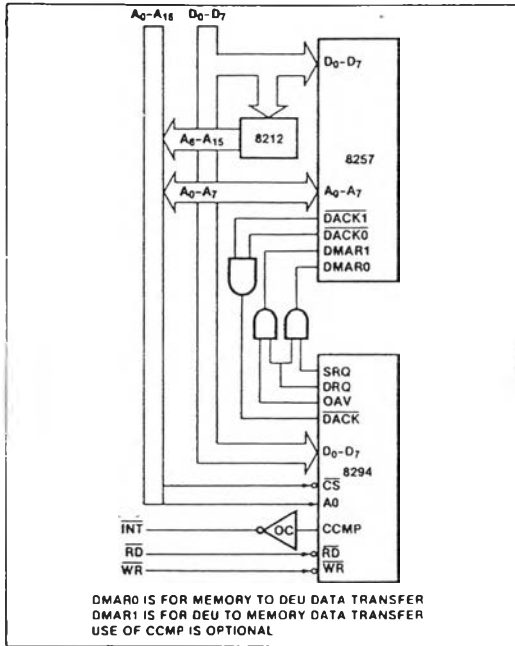 A0–A15 D0–D7
D0–D7
8212
A8–A15
8257
A0–A7 A0–A7
DACK1
DACK0
DMAR1
DMAR0
SRQ
DRQ
OAV
DACK
D0–D7
8294
CS
A0
INT OC CCMP
RD RD
WR WR
DMAR0 IS FOR MEMORY TO DEU DATA TRANSFER
DMAR1 IS FOR DEU TO MEMORY DATA TRANSFER
USE OF CCMP IS OPTIONAL